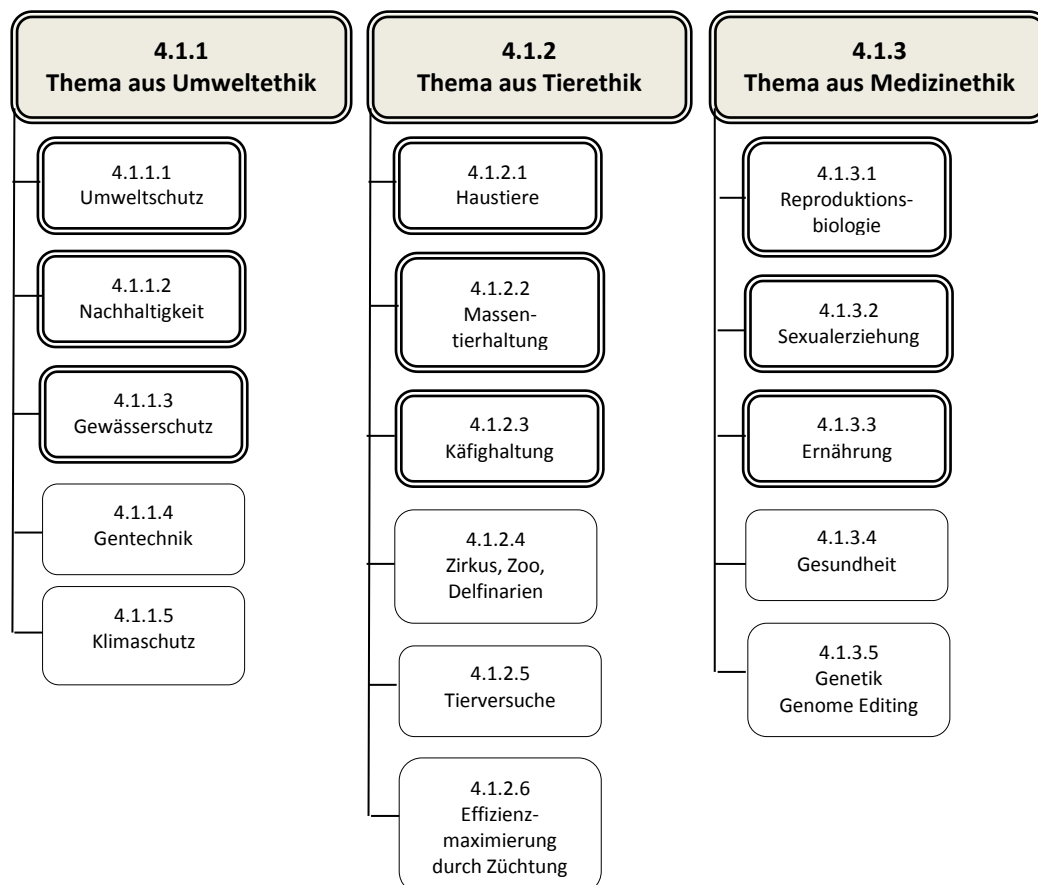 4.1.1
Thema aus Umweltethik
4.1.1.1
Umweltschutz
4.1.1.2
Nachhaltigkeit
4.1.1.3
Gewässerschutz
4.1.1.4
Gentechnik
4.1.1.5
Klimaschutz
4.1.2
Thema aus Tierethik
4.1.2.1
Haustiere
4.1.2.2
Massen-
tierhaltung
4.1.2.3
Käfighaltung
4.1.2.4
Zirkus, Zoo,
Delfinarien
4.1.2.5
Tierversuche
4.1.2.6
Effizienz-
maximierung
durch Züchtung
4.1.3
Thema aus Medizinethik
4.1.3.1
Reproduktions-
biologie
4.1.3.2
Sexualerziehung
4.1.3.3
Ernährung
4.1.3.4
Gesundheit
4.1.3.5
Genetik
Genome Editing